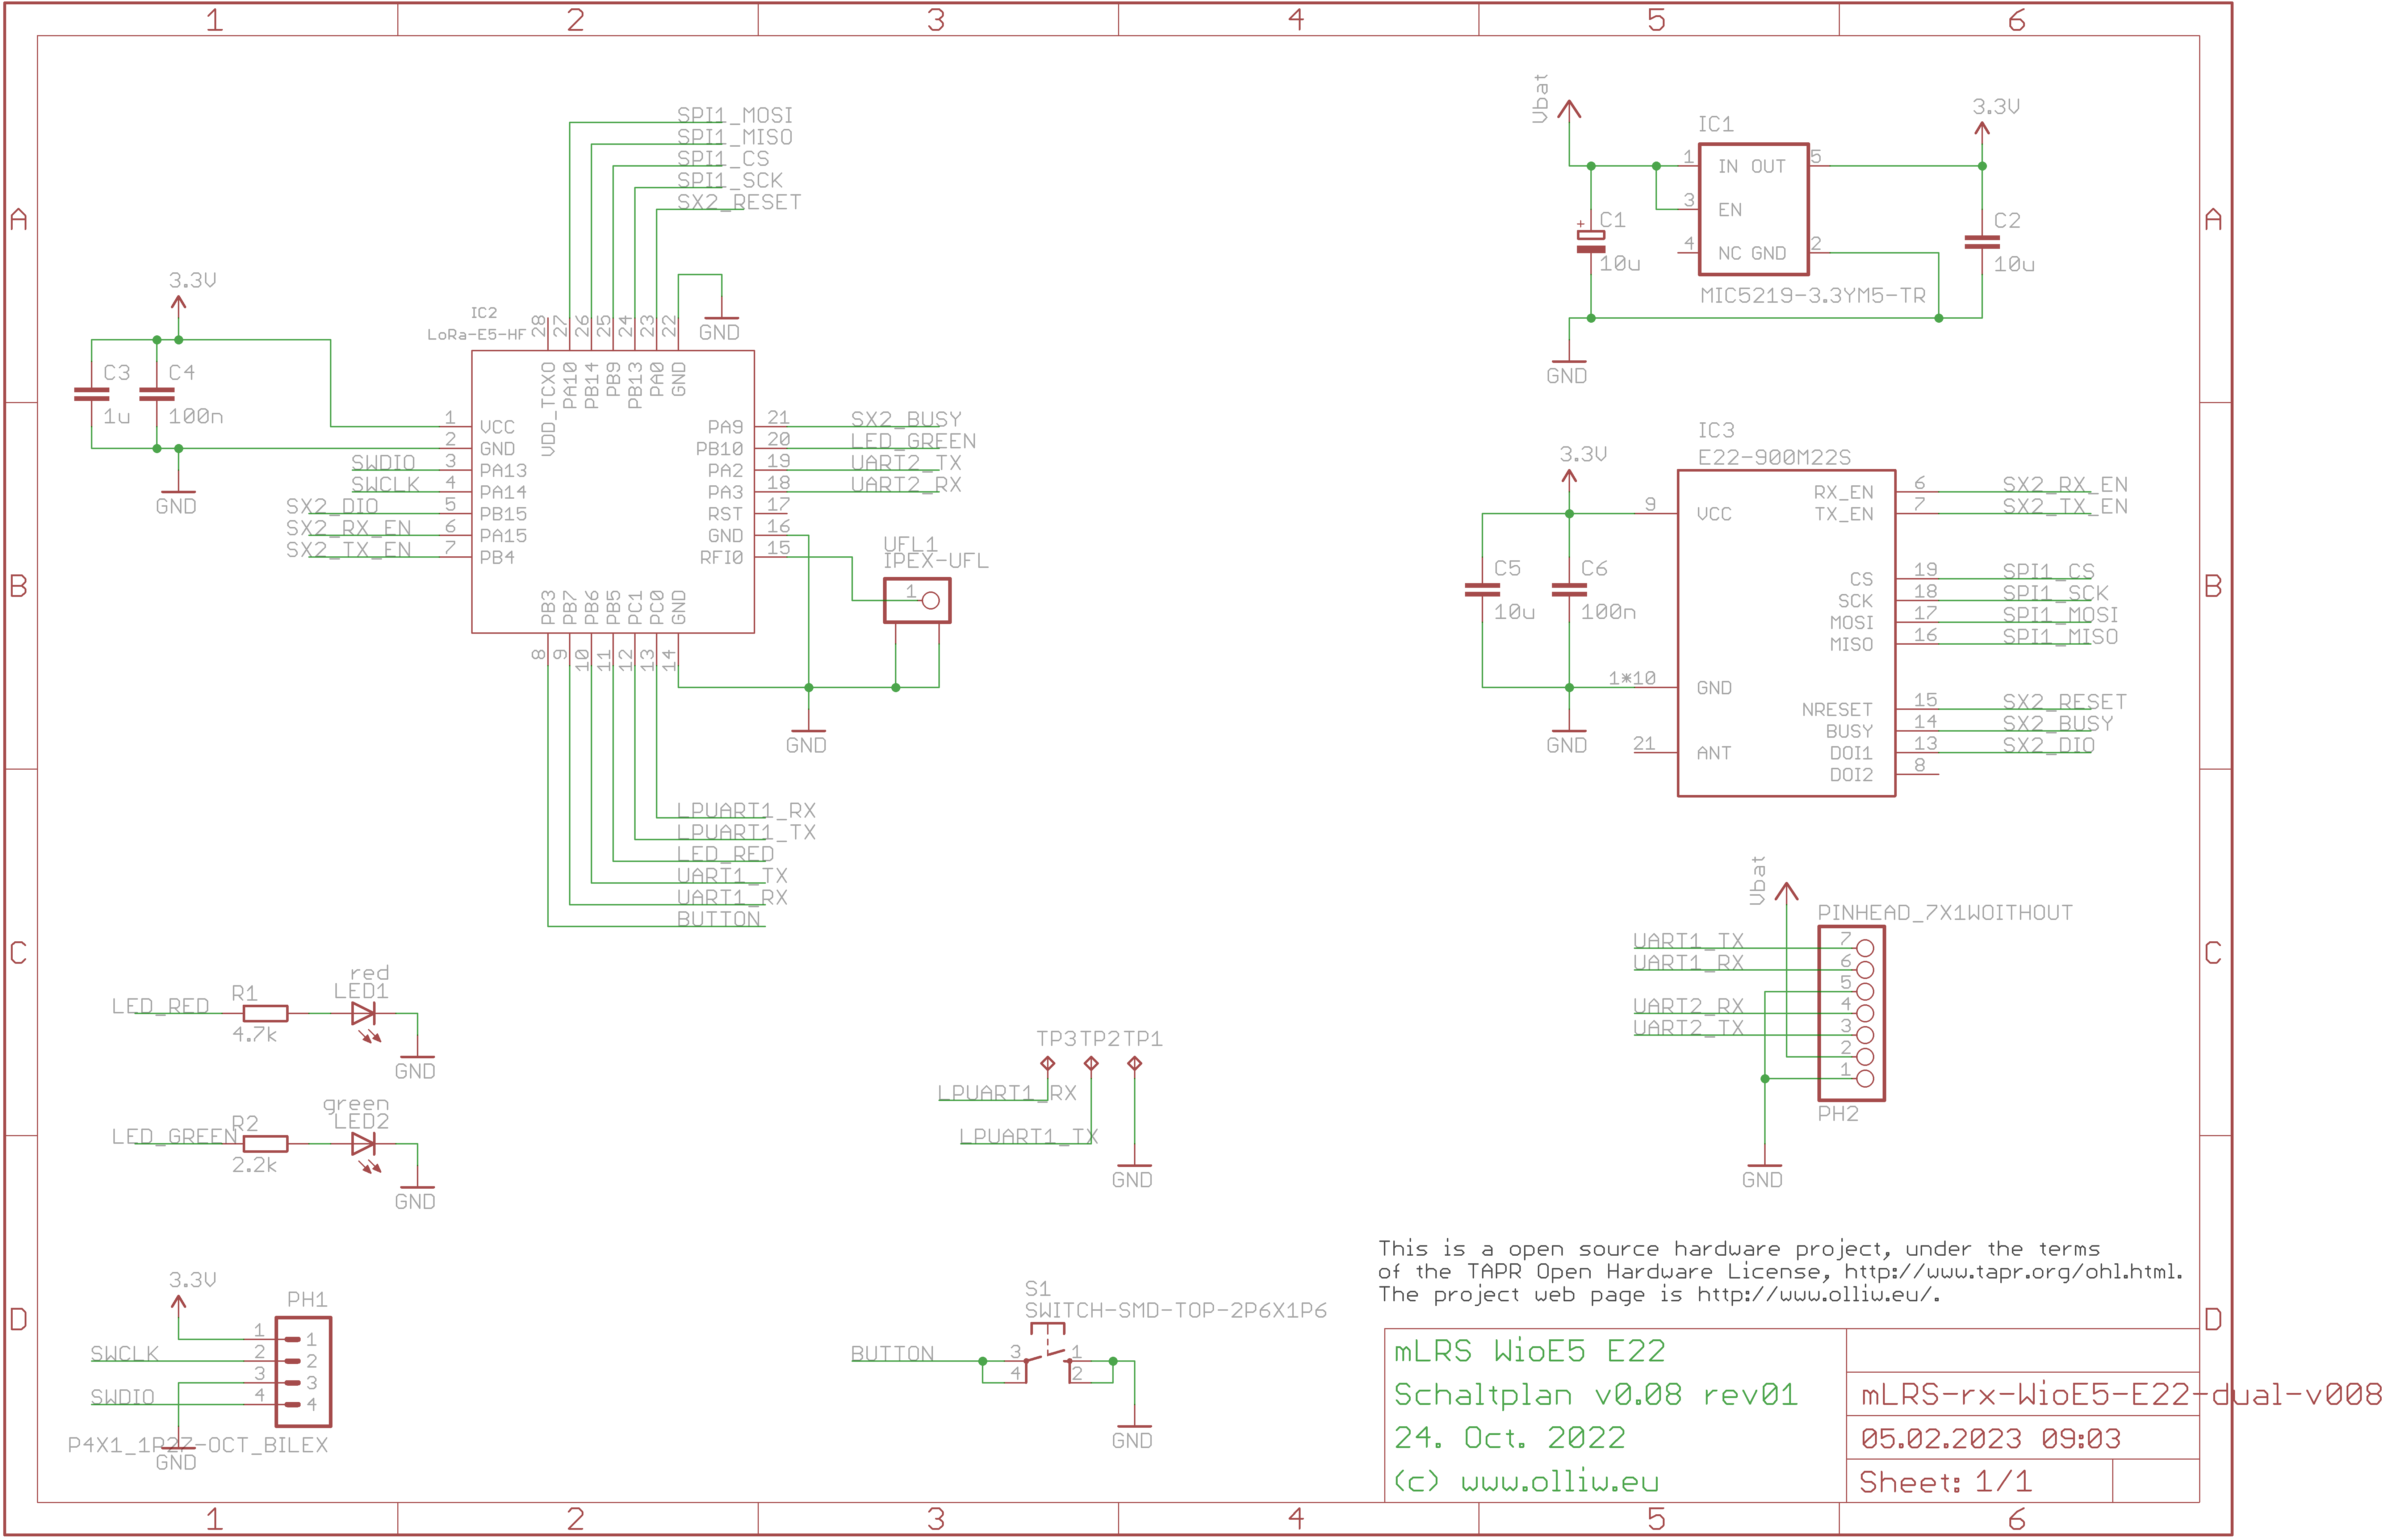 1 2 3 4 5 6
A
B
C
D
SPI1_MOSI
SPI1_MISO
SPI1_CS
SPI1_SCK
SX2_RESET
GND
3.3V
C3
1u
C4
100n
GND
IC2
LoRa-E5-HF
28 27 26 25 24 23 22
VDD_TCXO PA10 PB14 PB9 PB13 PA0 GND
1 VCC
2 GND
SWDIO 3 PA13
SWCLK 4 PA14
SX2_DIO 5 PB15
SX2_RX_EN 6 PA15
SX2_TX_EN 7 PB4
PA9 21 SX2_BUSY
PB10 20 LED_GREEN
PA2 19 UART2_TX
PA3 18 UART2_RX
RST 17
GND 16
RFI0 15
PB3 PB7 PB6 PB5 PC1 PC0 GND
8 9 10 11 12 13 14
UFL1
IPEX-UFL
1
GND
LPUART1_RX
LPUART1_TX
LED_RED
UART1_TX
UART1_RX
BUTTON
Vbat
3.3V
IC1
1 IN OUT 5
3 EN
4 NC GND 2
MIC5219-3.3YM5-TR
+
C1
10u
C2
10u
GND
IC3
E22-900M22S
3.3V
9 VCC
C5
10u
C6
100n
1*10 GND
GND
21 ANT
RX_EN 6 SX2_RX_EN
TX_EN 7 SX2_TX_EN
CS 19 SPI1_CS
SCK 18 SPI1_SCK
MOSI 17 SPI1_MOSI
MISO 16 SPI1_MISO
NRESET 15 SX2_RESET
BUSY 14 SX2_BUSY
DOI1 13 SX2_DIO
DOI2 8
Vbat
PINHEAD_7X1WOITHOUT
UART1_TX 7
UART1_RX 6
5
UART2_RX 4
UART2_TX 3
2
1
PH2
GND
LED_RED
R1
4.7k
red
LED1
GND
LED_GREEN
R2
2.2k
green
LED2
GND
TP3TP2TP1
LPUART1_RX
LPUART1_TX
GND
3.3V
PH1
1 1
SWCLK 2 2
3 3
SWDIO 4 4
P4X1_1P27-OCT_BILEX
GND
S1
SWITCH-SMD-TOP-2P6X1P6
BUTTON
3 1
4 2
GND
This is a open source hardware project, under the terms
of the TAPR Open Hardware License, http://www.tapr.org/ohl.html.
The project web page is http://www.olliw.eu/.
mLRS WioE5 E22
Schaltplan v0.08 rev01
24. Oct. 2022
(c) www.olliw.eu
mLRS-rx-WioE5-E22-dual-v008
05.02.2023 09:03
Sheet: 1/1
A
B
C
D
1 2 3 4 5 6